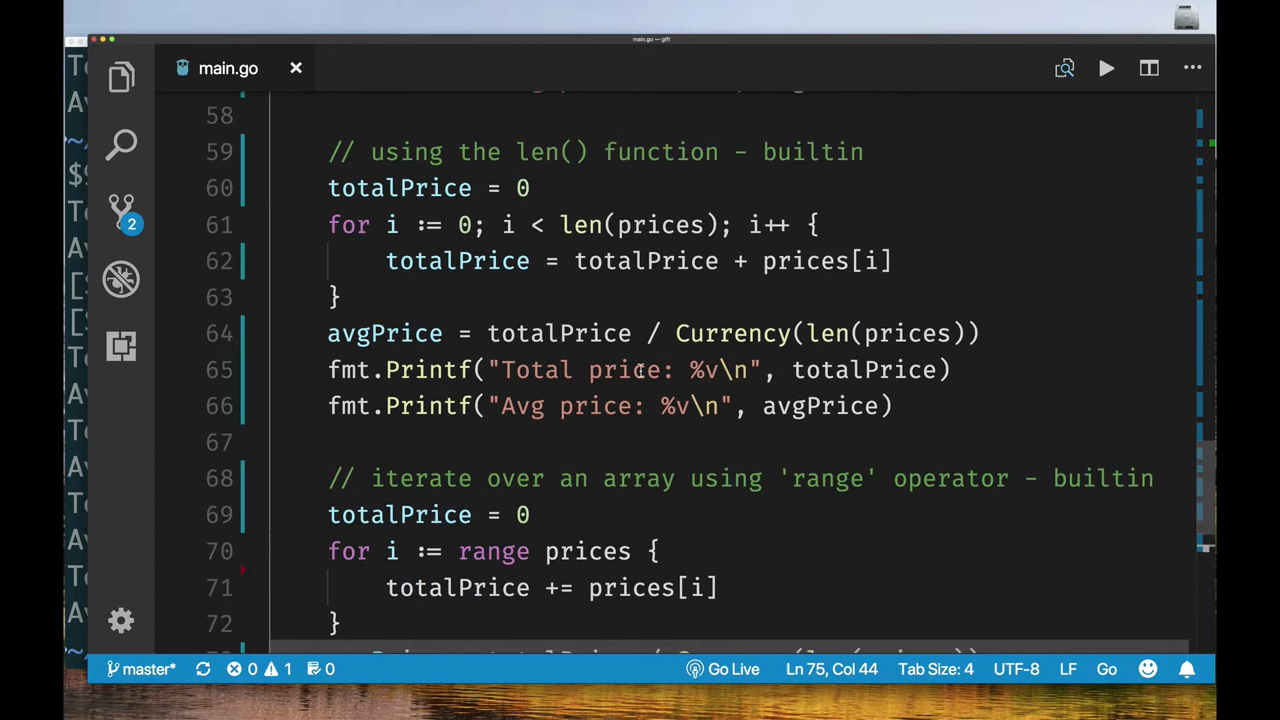 main.go — gift
main.go
58
59 // using the len() function - builtin
60 totalPrice = 0
61 for i := 0; i < len(prices); i++ {
62 totalPrice = totalPrice + prices[i]
63 }
64 avgPrice = totalPrice / Currency(len(prices))
65 fmt.Printf("Total price: %v\n", totalPrice)
66 fmt.Printf("Avg price: %v\n", avgPrice)
67
68 // iterate over an array using 'range' operator - builtin
69 totalPrice = 0
70 for i := range prices {
71 totalPrice += prices[i]
72 }
2
master* 0 1 0 Go Live Ln 75, Col 44 Tab Size: 4 UTF-8 LF Go